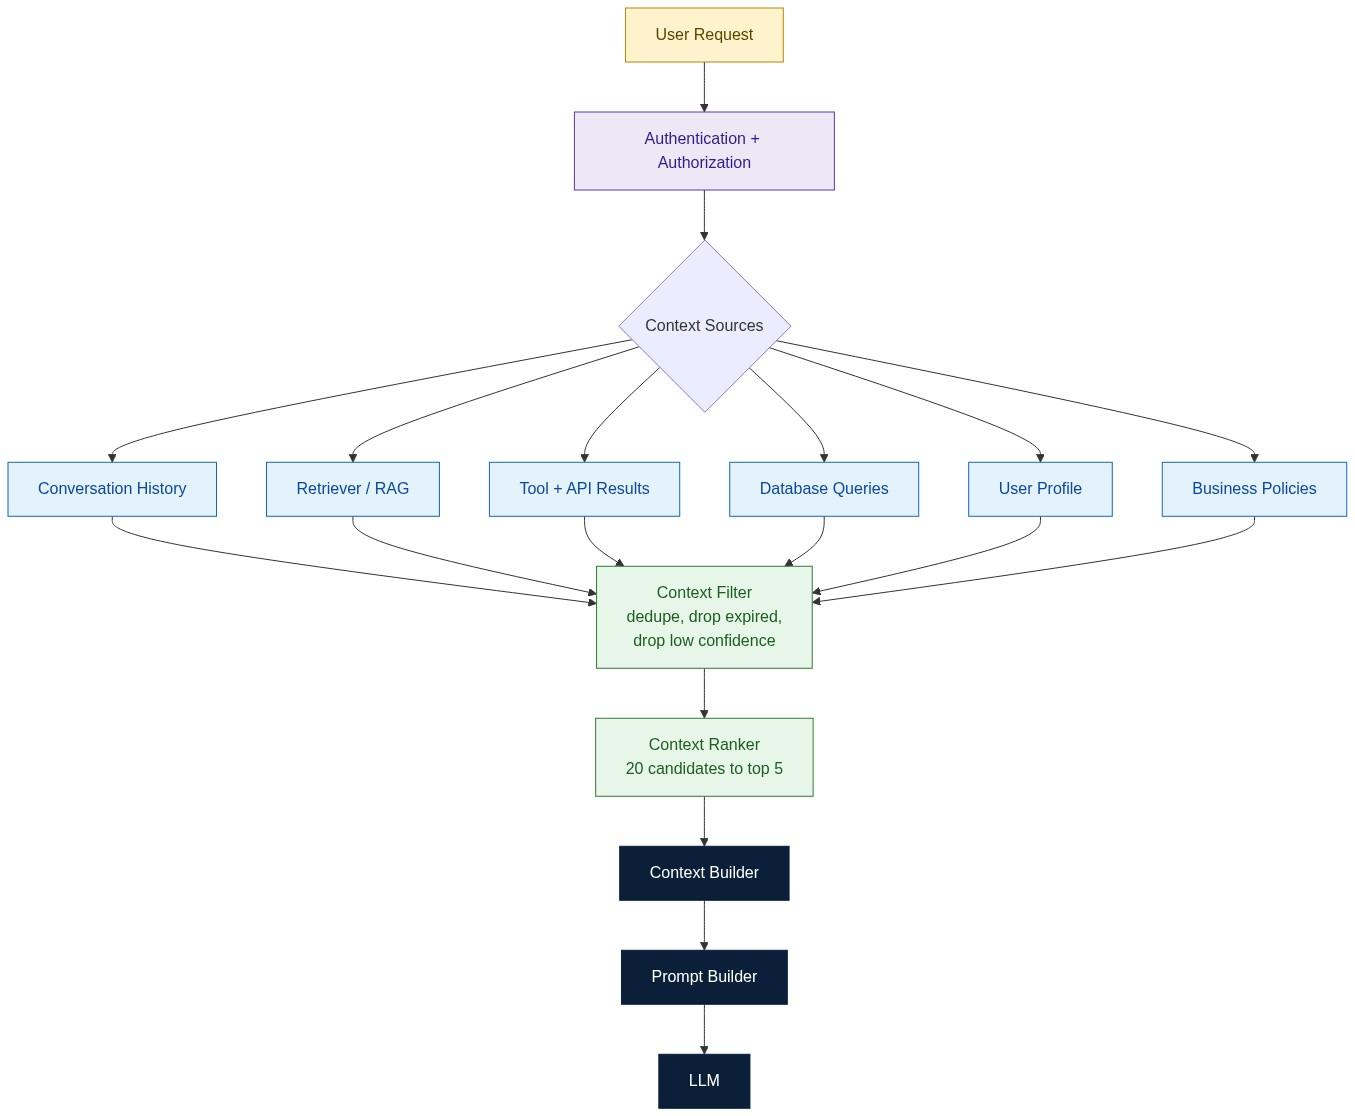 User Request
Authentication +
Authorization
Context Sources
Conversation History
Retriever / RAG
Tool + API Results
Database Queries
User Profile
Business Policies
Context Filter
dedupe, drop expired,
drop low confidence
Context Ranker
20 candidates to top 5
Context Builder
Prompt Builder
LLM